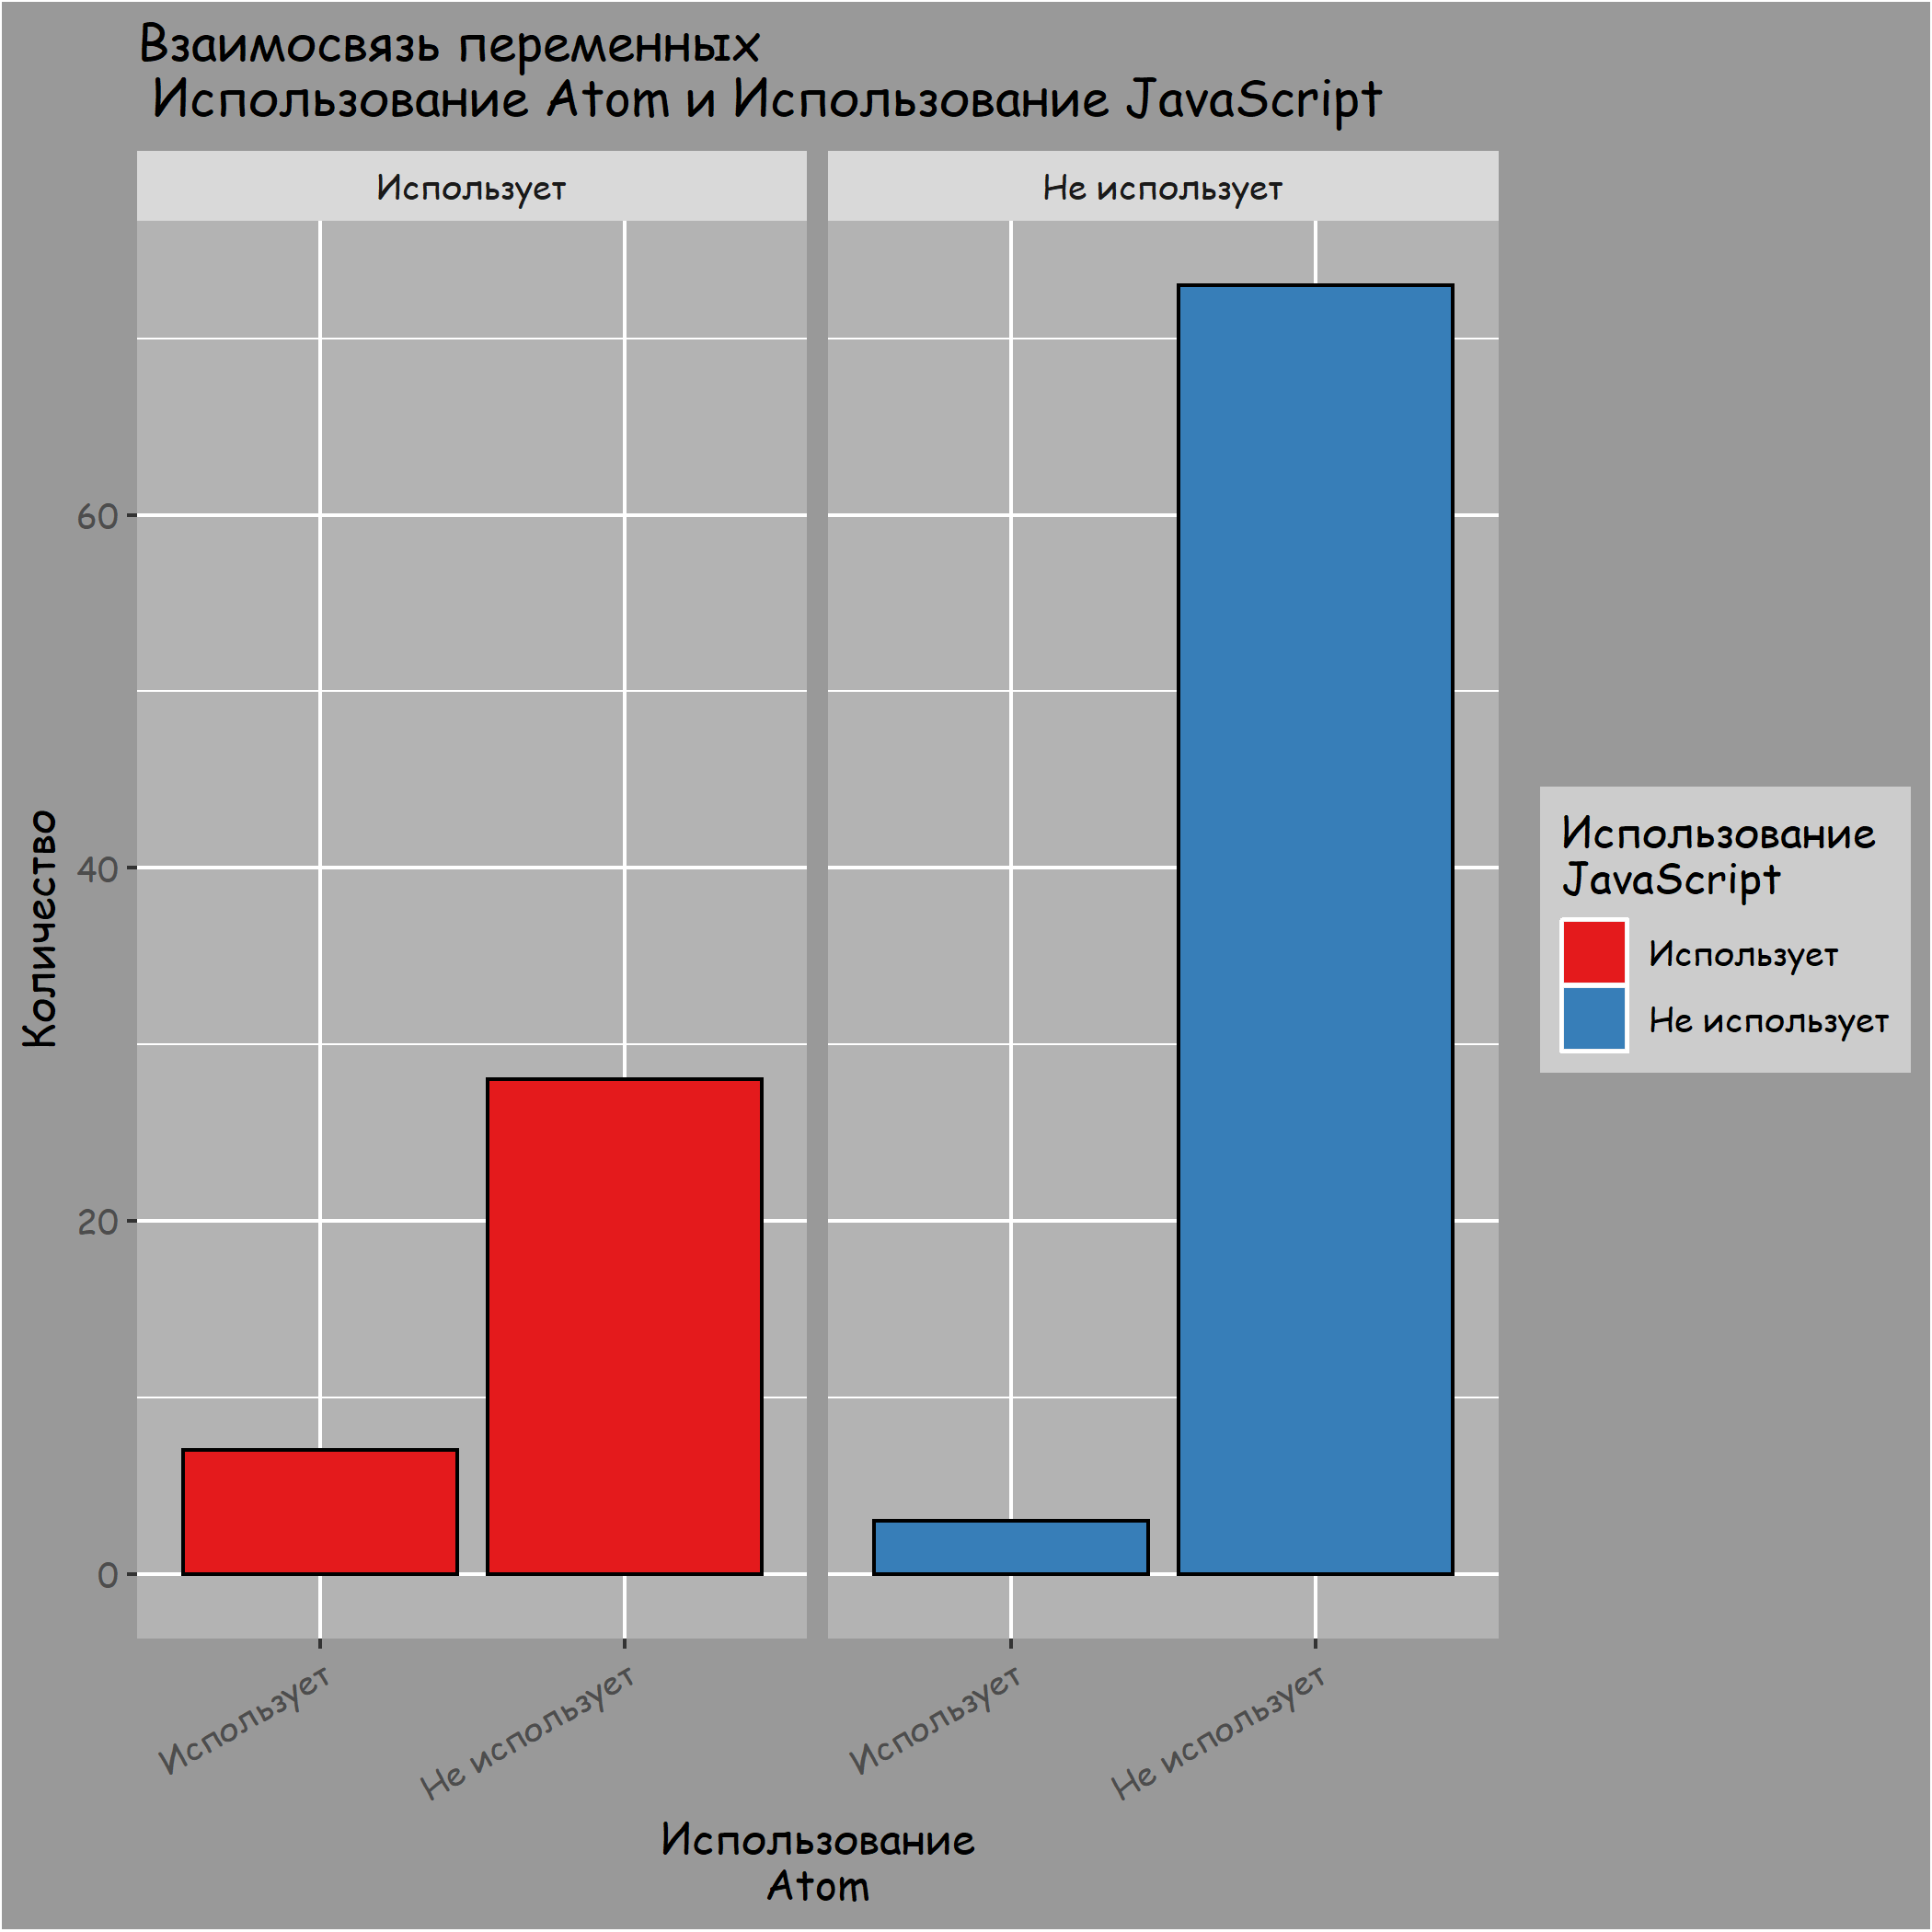 Взаимосвязь переменных
Использование Atom и Использование JavaScript
Использует
Не использует
60
40
20
0
Количество
Использует
Не использует
Использует
Не использует
Использование
Atom
Использование
JavaScript
Использует
Не использует